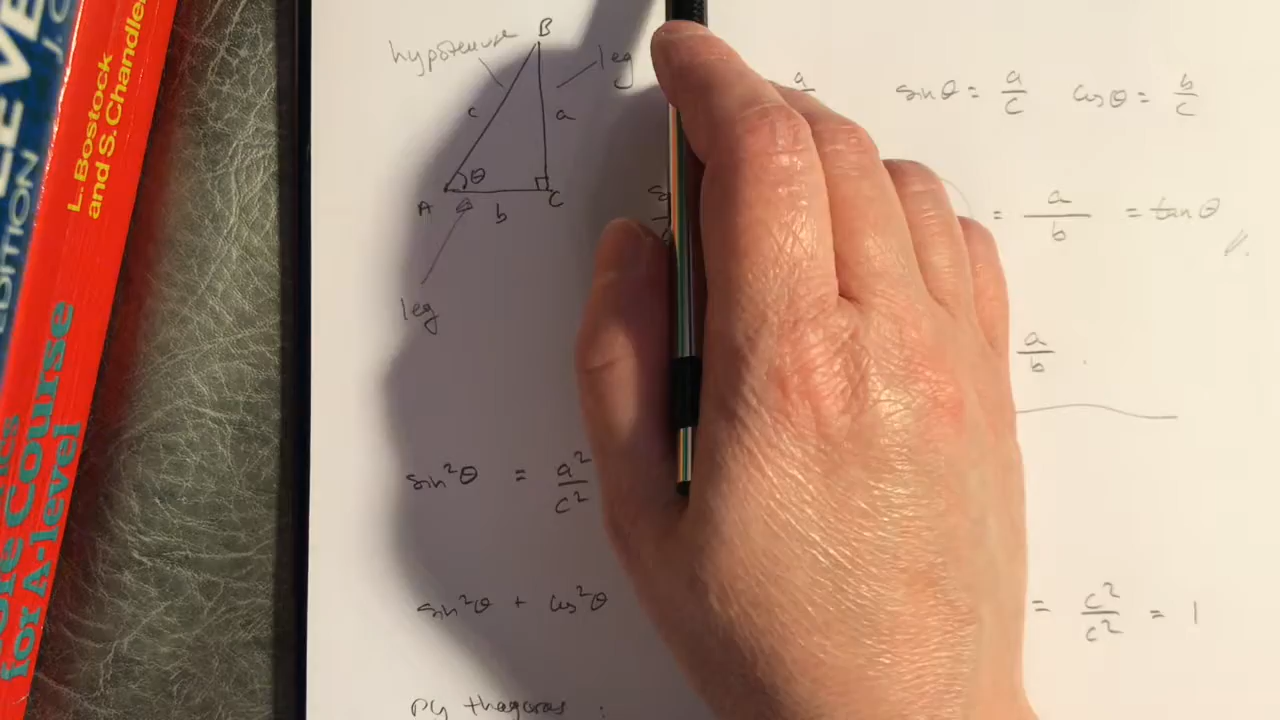 L. Bostock
and S. Chandler
EDITION
Course
for A-level
B
hypotenuse
leg
c
a
θ
A
b
C
leg
a
sinθ = a/c cosθ = b/c
= a/b = tanθ
a/b
sin²θ = a²/c²
sin²θ + cos²θ
= c²/c² = 1
pythagoras :